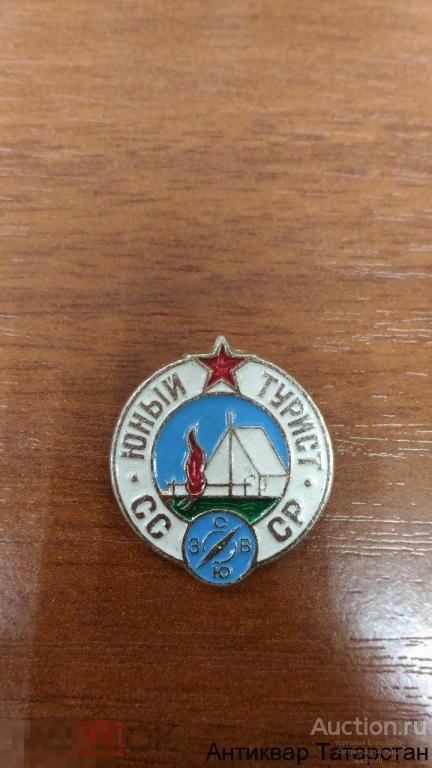 ЮНЫЙ ТУРИСТ
СС СР
С
З В
Ю
Auction.ru
Антиквар Татарстан